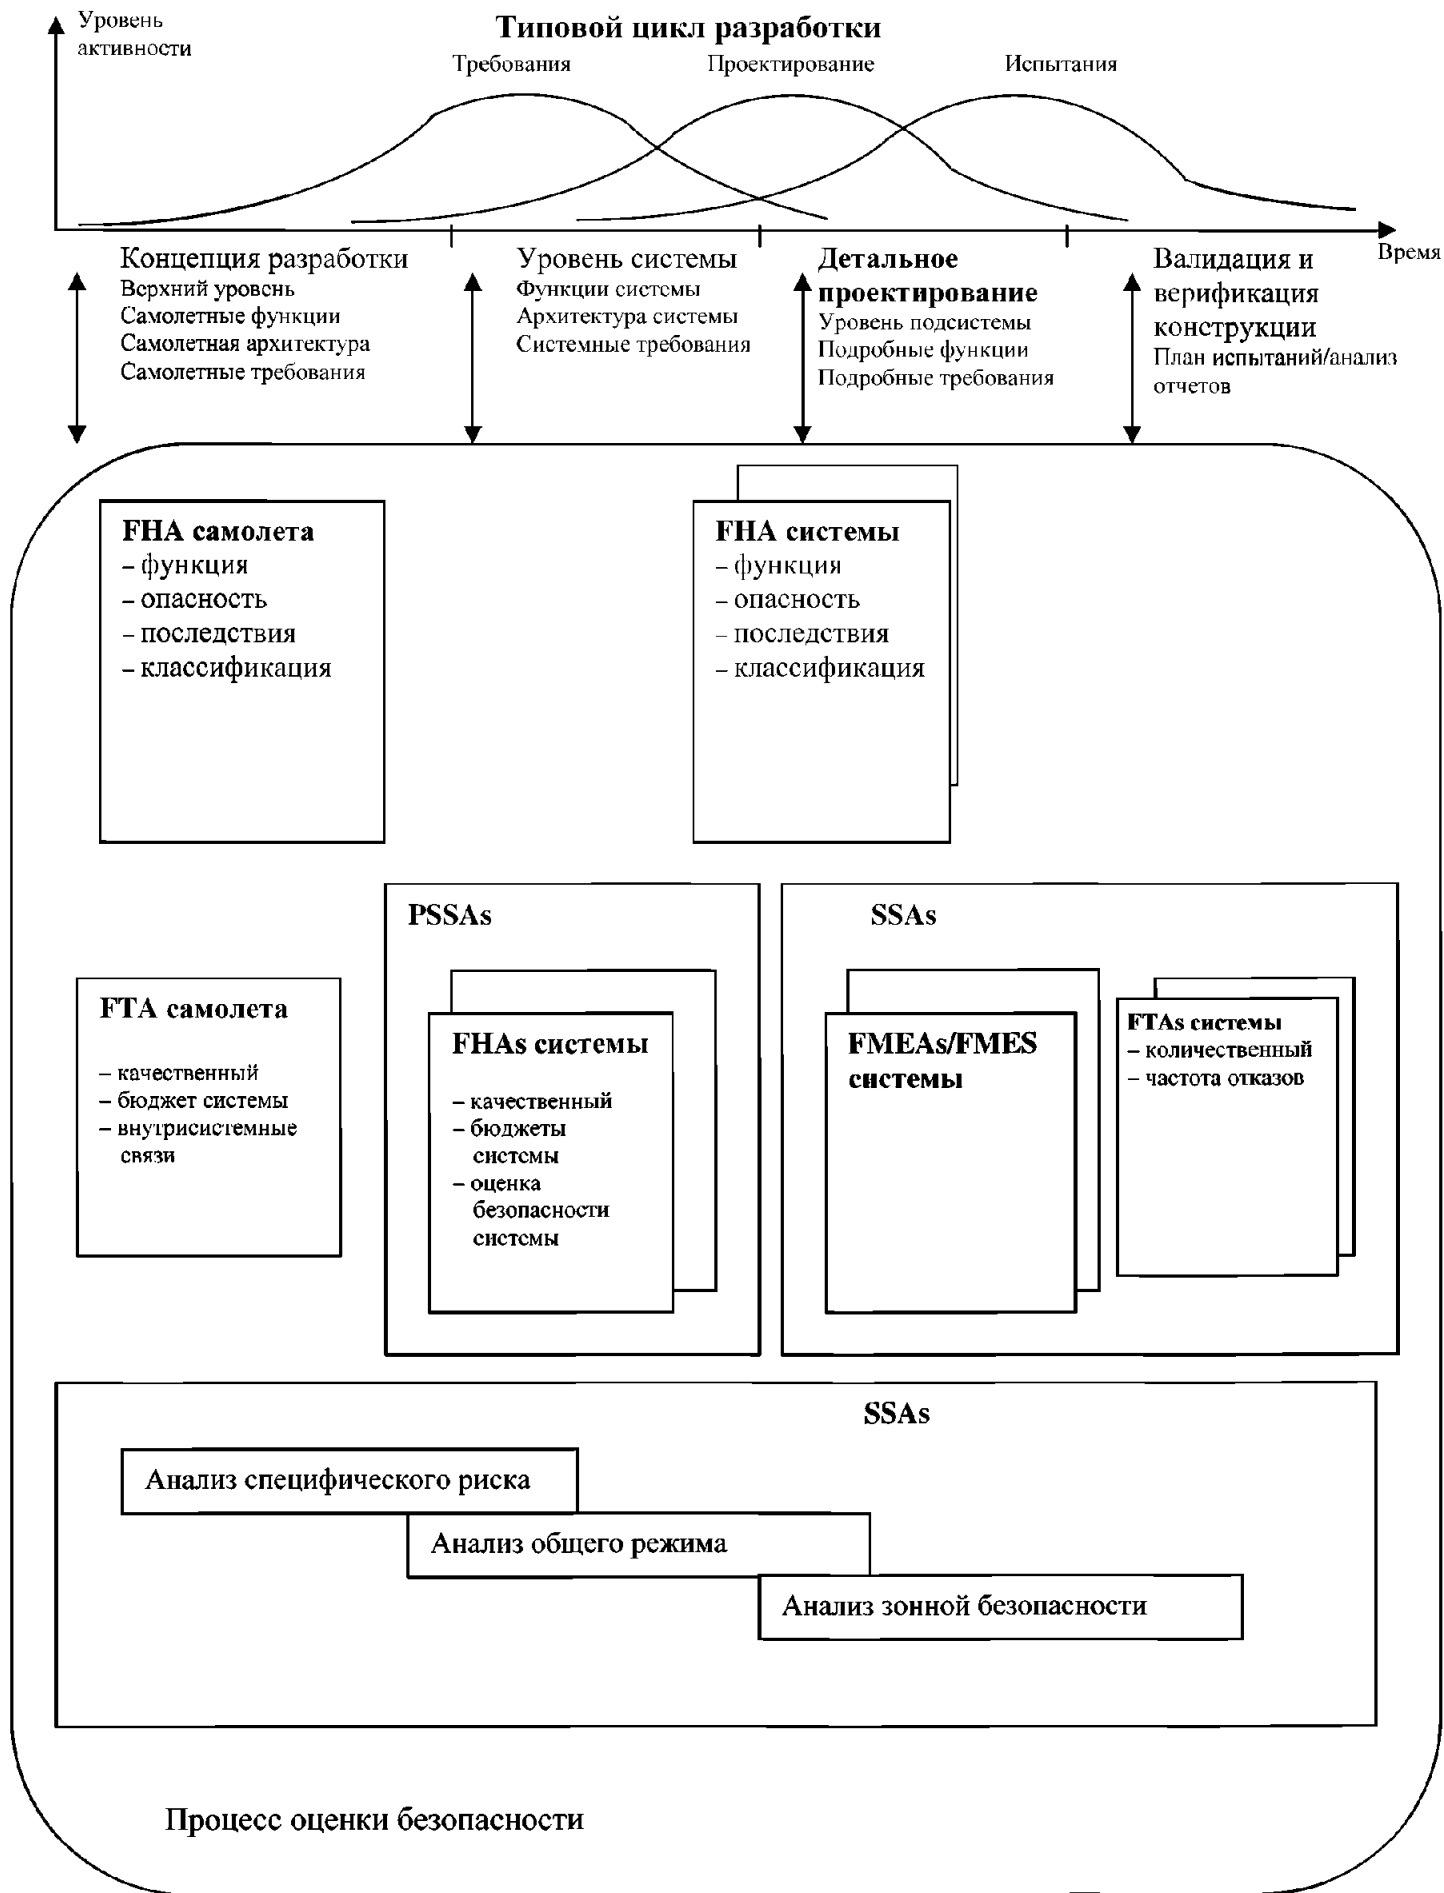 Уровень
активности
Типовой цикл разработки
Требования
Проектирование
Испытания
Время
Концепция разработки
Верхний уровень
Самолетные функции
Самолетная архитектура
Самолетные требования
Уровень системы
Функции системы
Архитектура системы
Системные требования
Детальное
проектирование
Уровень подсистемы
Подробные функции
Подробные требования
Валидация и
верификация
конструкции
План испытаний/анализ
отчетов
FHA самолета
– функция
– опасность
– последствия
– классификация
FHA системы
– функция
– опасность
– последствия
– классификация
FTA самолета
– качественный
– бюджет системы
– внутрисистемные
связи
PSSAs
FHAs системы
– качественный
– бюджеты
системы
– оценка
безопасности
системы
SSAs
FMEAs/FMES
системы
FTAs системы
– количественный
– частота отказов
SSAs
Анализ специфического риска
Анализ общего режима
Анализ зонной безопасности
Процесс оценки безопасности